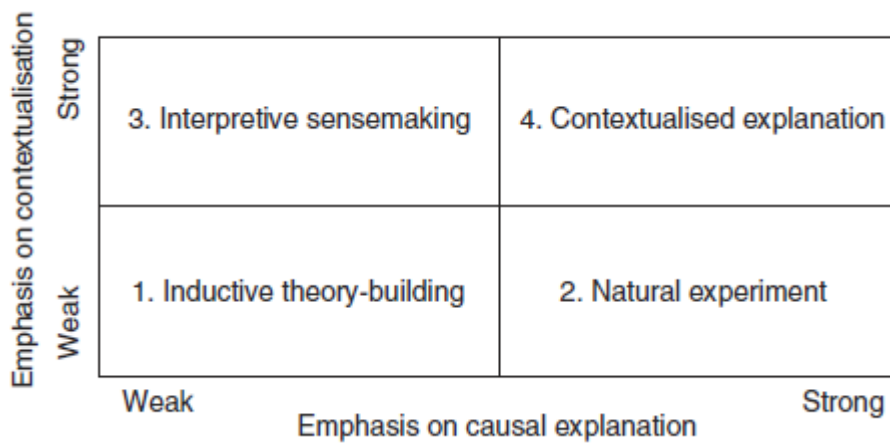 Emphasis on contextualisation
Strong
Weak
3. Interpretive sensemaking
4. Contextualised explanation
1. Inductive theory-building
2. Natural experiment
Weak
Strong
Emphasis on causal explanation